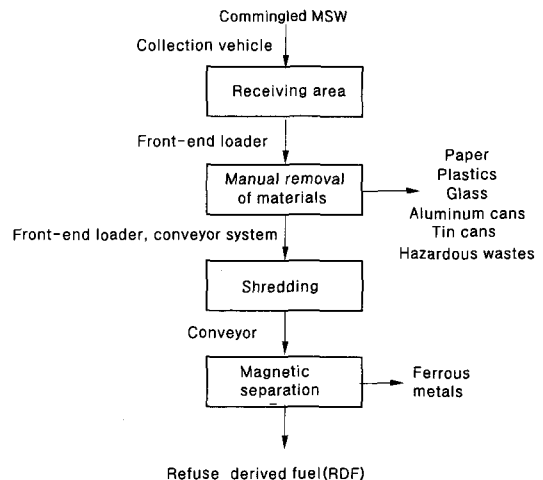 Commingled MSW
Collection vehicle
Receiving area
Front-end loader
Manual removal
of materials
Paper
Plastics
Glass
Aluminum cans
Tin cans
Hazardous wastes
Front-end loader, conveyor system
Shredding
Conveyor
Magnetic
separation
Ferrous
metals
Refuse derived fuel(RDF)